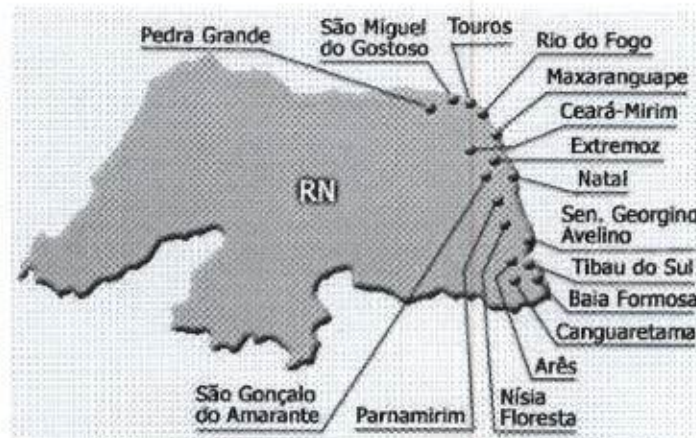 Pedra Grande
São Miguel
do Gostoso
Touros
Rio do Fogo
Maxaranguape
Ceará-Mirim
Extremoz
Natal
Sen. Georgino
Avelino
Tibau do Sul
Baia Formosa
Canguaretama
Arês
Nísia
Floresta
Parnamirim
São Gonçalo
do Amarante
RN